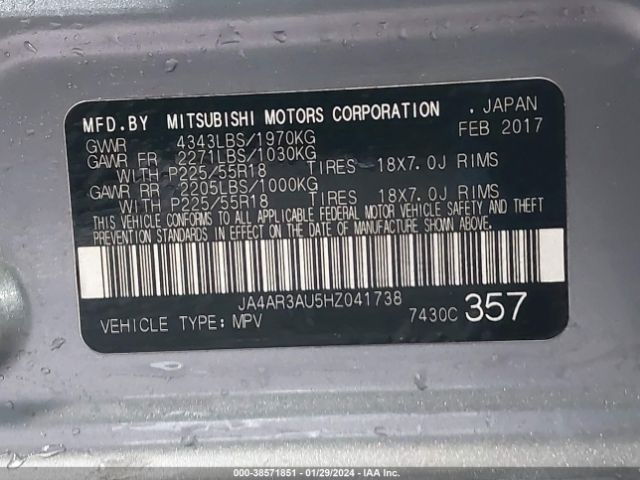 MFD.BY MITSUBISHI MOTORS CORPORATION , JAPAN
GVWR 4343LBS/1970KG FEB 2017
GAWR FR 2271LBS/1030KG
WITH P225/55R18 TIRES 18X7.0J RIMS
GAWR RR 2205LBS/1000KG
WITH P225/55R18 TIRES 18X7.0J RIMS
THIS VEHICLE CONFORMS TO ALL APPLICABLE FEDERAL MOTOR VEHICLE SAFETY AND THEFT
PREVENTION STANDARDS IN EFFECT ON THE DATE OF MANUFACTURE SHOWN ABOVE.
JA4AR3AU5HZ041738
VEHICLE TYPE: MPV 7430C 357
000-38571851 - 01/29/2024 - IAA Inc.